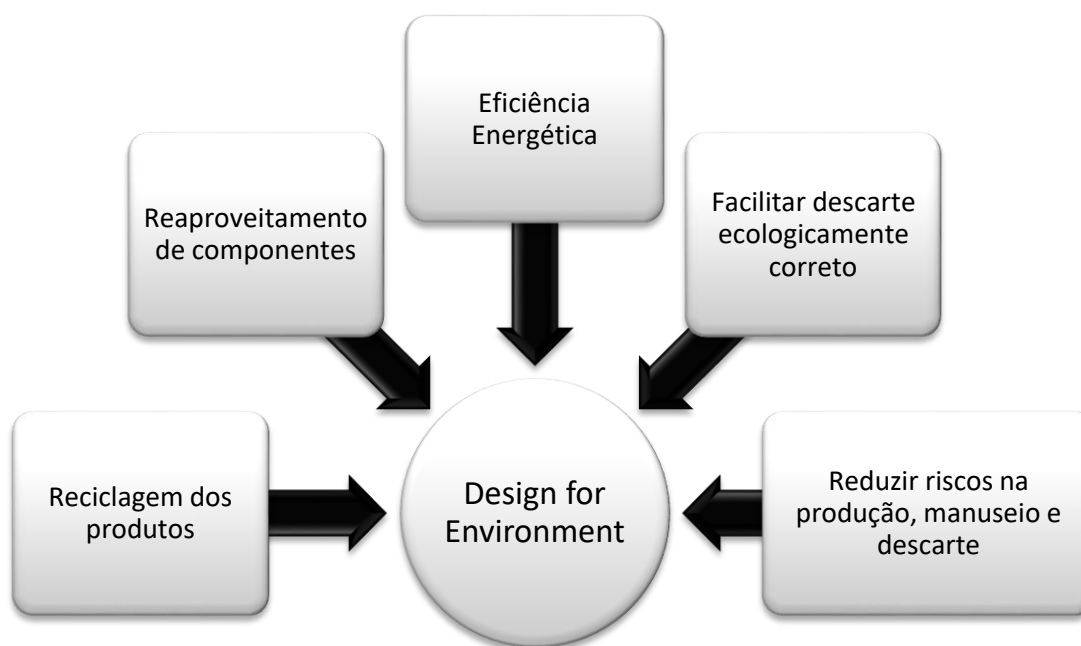 Eficiência
Energética
Reaproveitamento
de componentes
Facilitar descarte
ecologicamente
correto
Reciclagem dos
produtos
Design for
Environment
Reduzir riscos na
produção, manuseio e
descarte